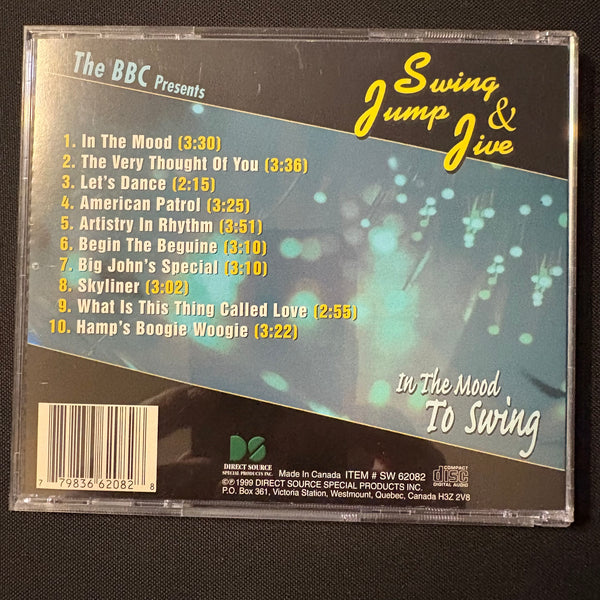 The BBC Presents
Swing
Jump &
Jive
1. In The Mood (3:30)
2. The Very Thought Of You (3:36)
3. Let's Dance (2:15)
4. American Patrol (3:25)
5. Artistry In Rhythm (3:51)
6. Begin The Beguine (3:10)
7. Big John's Special (3:10)
8. Skyliner (3:02)
9. What Is This Thing Called Love (2:55)
10. Hamp's Boogie Woogie (3:22)
In The Mood
To Swing
7 79836 62082 8
DS
DIRECT SOURCE
SPECIAL PRODUCTS INC.
Made In Canada ITEM # SW 62082
©℗ 1999 DIRECT SOURCE SPECIAL PRODUCTS INC.
P.O. Box 361, Victoria Station, Westmount, Quebec, Canada H3Z 2V8
COMPACT
disc
DIGITAL AUDIO